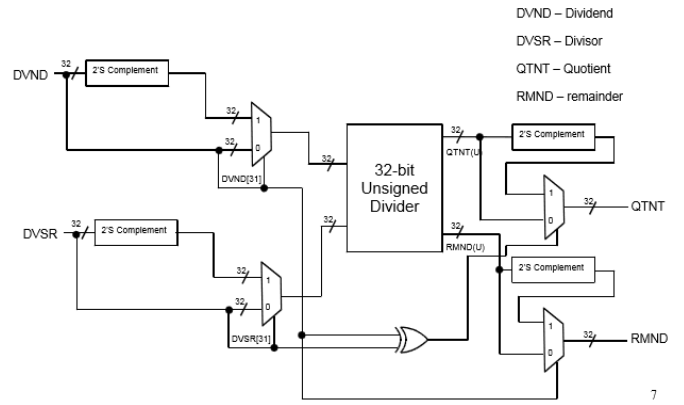 DVND – Dividend
DVSR – Divisor
QTNT – Quotient
RMND – remainder
DVND
32
2'S Complement
32
1
32
0
DVND[31]
32
32-bit
Unsigned
Divider
32
QTNT(U)
2'S Complement
1
0
32
QTNT
DVSR
32
2'S Complement
32
1
32
0
DVSR[31]
32
32
RMND(U)
2'S Complement
1
0
32
RMND
7